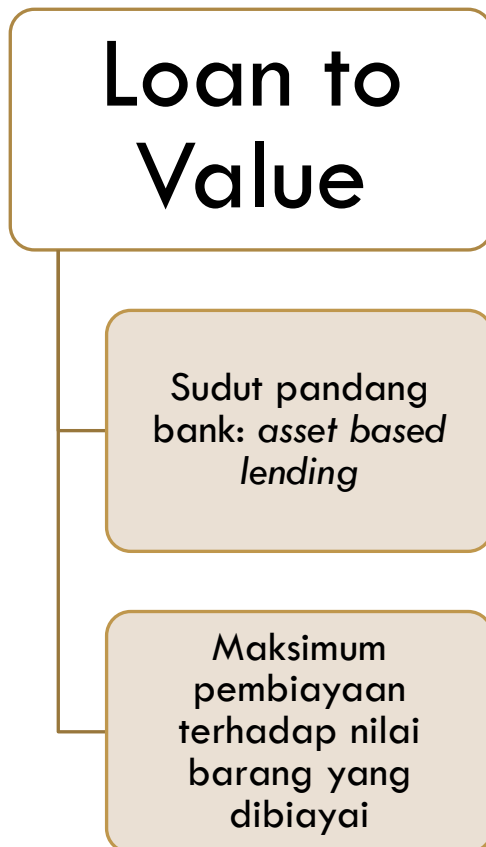 Loan to
Value
Sudut pandang
bank: asset based
lending
Maksimum
pembiayaan
terhadap nilai
barang yang
dibiayai